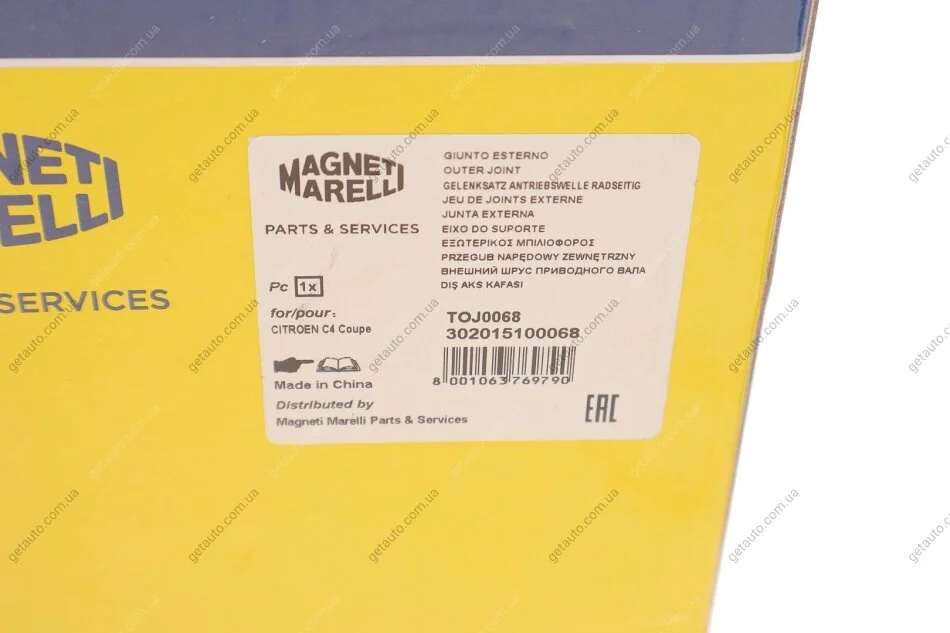 NETI
ELLI
SERVICES
MAGNETI
MARELLI
PARTS & SERVICES
Pc 1x
for/pour:
CITROEN C4 Coupe
Made in China
Distributed by
Magneti Marelli Parts & Services
GIUNTO ESTERNO
OUTER JOINT
GELENKSATZ ANTRIEBSWELLE RADSEITIG
JEU DE JOINTS EXTERNE
JUNTA EXTERNA
EIXO DO SUPORTE
ΕΞΩΤΕΡΙΚΟΣ ΜΠΙΛΙΟΦΟΡΟΣ
PRZEGUB NAPĘDOWY ZEWNĘTRZNY
ВНЕШНИЙ ШРУС ПРИВОДНОГО ВАЛА
DIŞ AKS KAFASI
TOJ0068
302015100068
8 001063 769790
EAC
getauto.com.ua